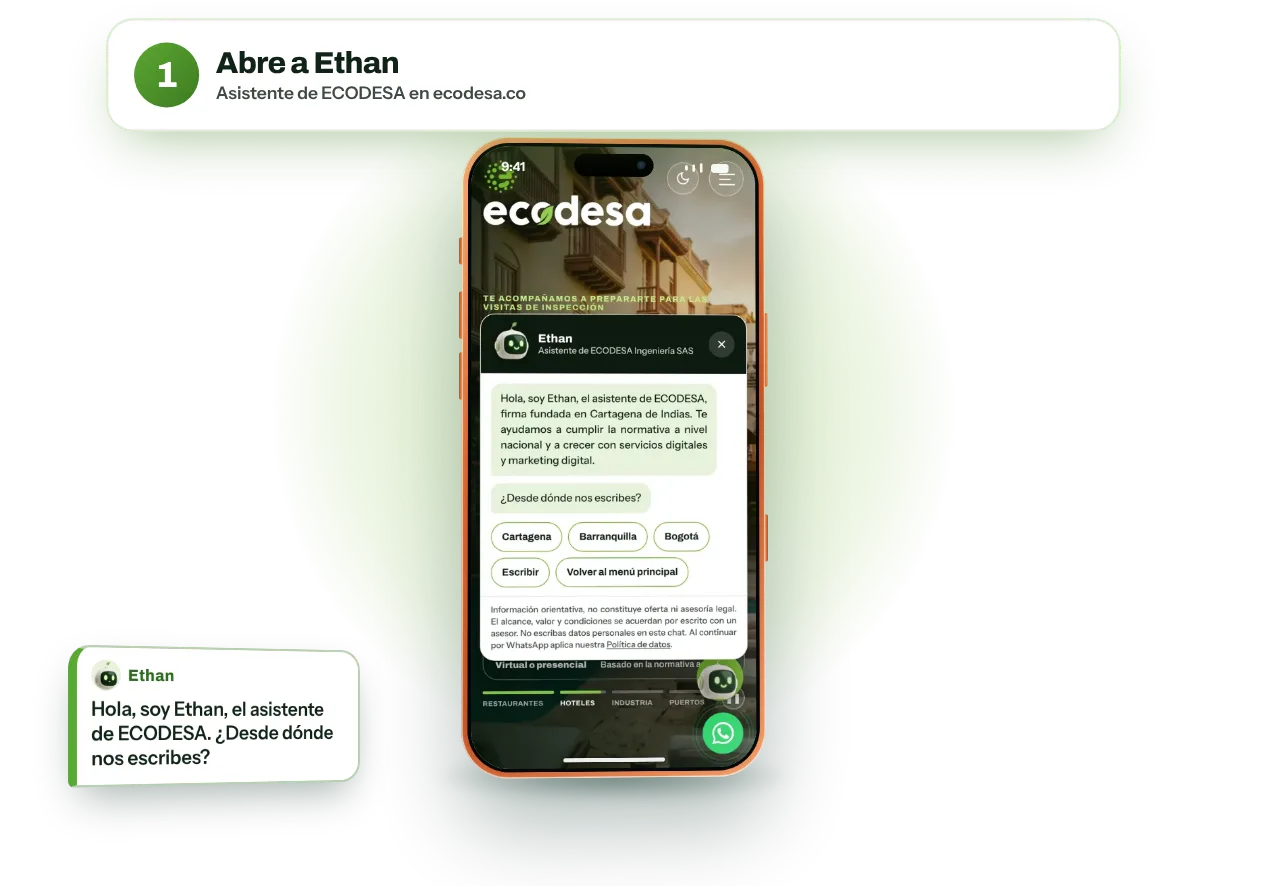 1
Abre a Ethan
Asistente de ECODESA en ecodesa.co
9:41
ecodesa
TE ACOMPAÑAMOS A PREPARARTE PARA LAS
VISITAS DE INSPECCIÓN
Ethan
Asistente de ECODESA Ingeniería SAS
Hola, soy Ethan, el asistente de ECODESA,
firma fundada en Cartagena de Indias. Te
ayudamos a cumplir la normativa a nivel
nacional y a crecer con servicios digitales
y marketing digital.
¿Desde dónde nos escribes?
Cartagena
Barranquilla
Bogotá
Escribir
Volver al menú principal
Información orientativa, no constituye oferta ni asesoría legal.
El alcance, valor y condiciones se acuerdan por escrito con un
asesor. No escribas datos personales en este chat. Al continuar
por WhatsApp aplica nuestra Política de datos.
Virtual o presencial
Basado en la normativa
RESTAURANTES
HOTELES
INDUSTRIA
PUERTOS
Ethan
Hola, soy Ethan, el asistente
de ECODESA. ¿Desde dónde
nos escribes?